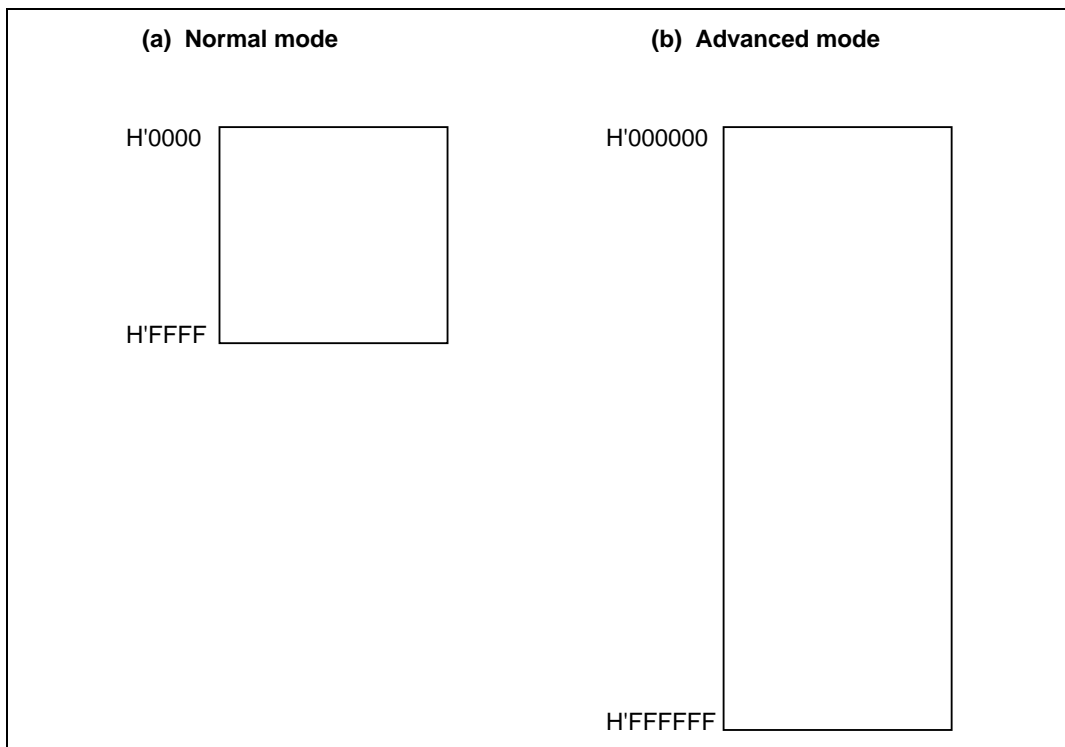 (a) Normal mode
H'0000
H'FFFF
(b) Advanced mode
H'000000
H'FFFFFF